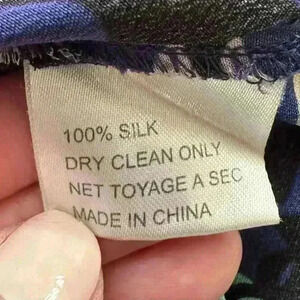 100% SILK
DRY CLEAN ONLY
NET TOYAGE A SEC
MADE IN CHINA